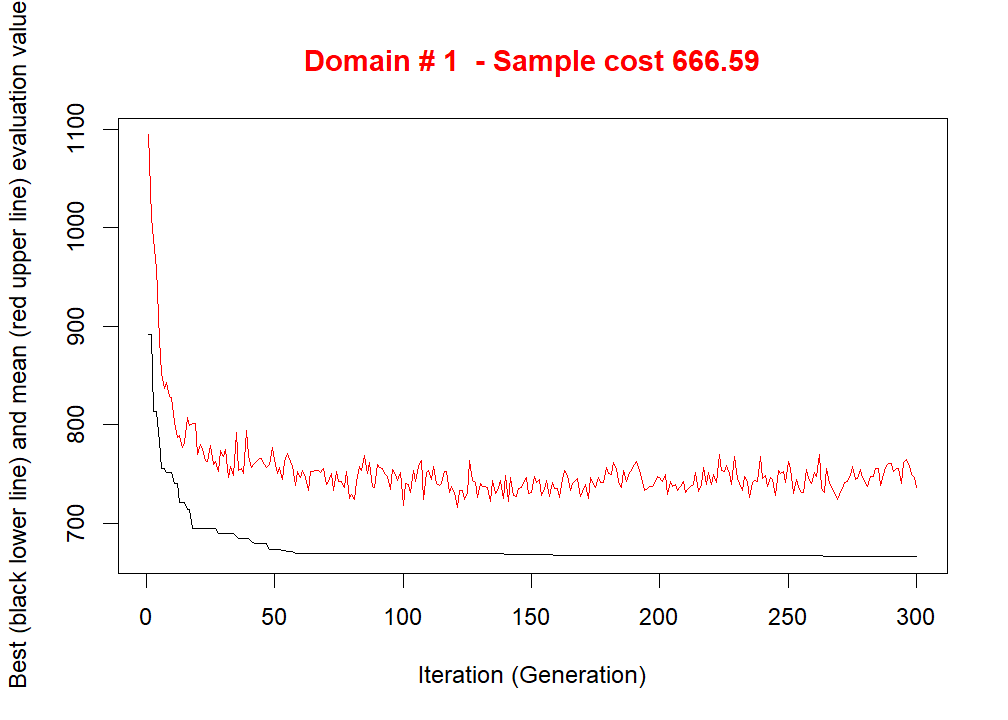 Domain # 1  - Sample cost 666.59
Best (black lower line) and mean (red upper line) evaluation value
1100
1000
900
800
700
0 50 100 150 200 250 300
Iteration (Generation)